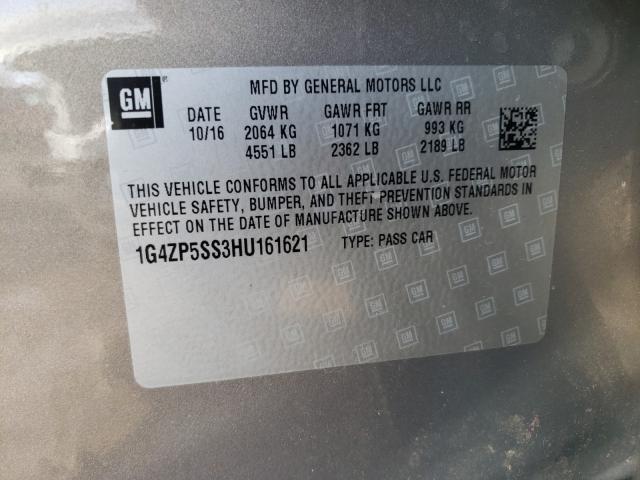 GM
MFD BY GENERAL MOTORS LLC
DATE GVWR GAWR FRT GAWR RR
10/16 2064 KG 1071 KG 993 KG
4551 LB 2362 LB 2189 LB
THIS VEHICLE CONFORMS TO ALL APPLICABLE U.S. FEDERAL MOTOR
VEHICLE SAFETY, BUMPER, AND THEFT PREVENTION STANDARDS IN
EFFECT ON THE DATE OF MANUFACTURE SHOWN ABOVE.
1G4ZP5SS3HU161621 TYPE: PASS CAR